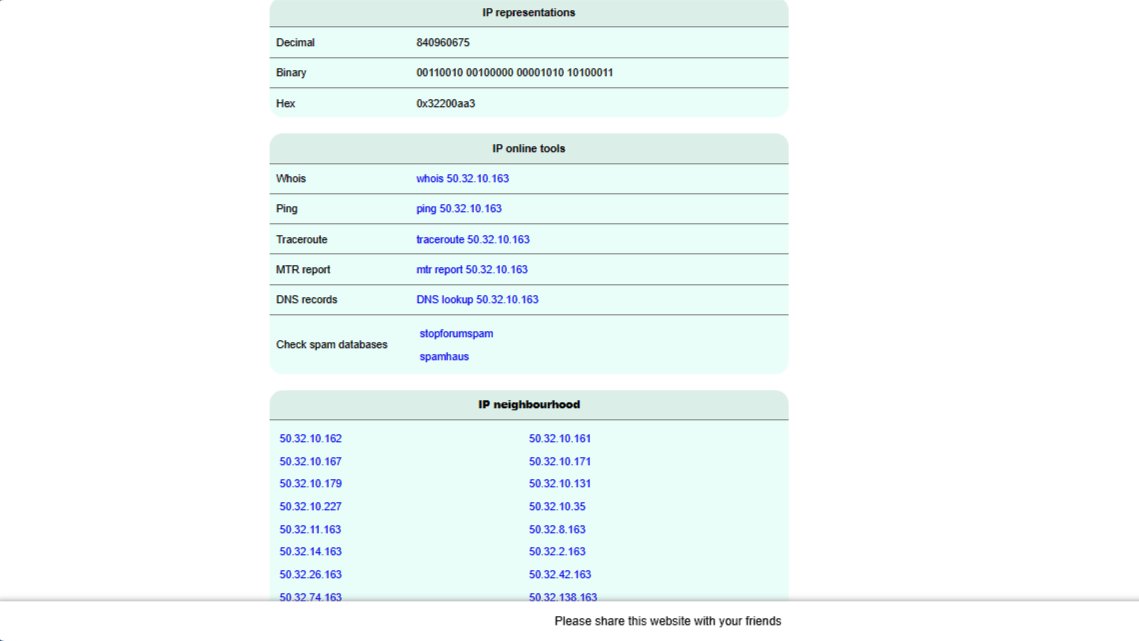 IP representations
Decimal 840960675
Binary 00110010 00100000 00001010 10100011
Hex 0x32200aa3
IP online tools
Whois whois 50.32.10.163
Ping ping 50.32.10.163
Traceroute traceroute 50.32.10.163
MTR report mtr report 50.32.10.163
DNS records DNS lookup 50.32.10.163
Check spam databases
stopforumspam
spamhaus
IP neighbourhood
50.32.10.162 50.32.10.161
50.32.10.167 50.32.10.171
50.32.10.179 50.32.10.131
50.32.10.227 50.32.10.35
50.32.11.163 50.32.8.163
50.32.14.163 50.32.2.163
50.32.26.163 50.32.42.163
50.32.74.163 50.32.138.163
Please share this website with your friends